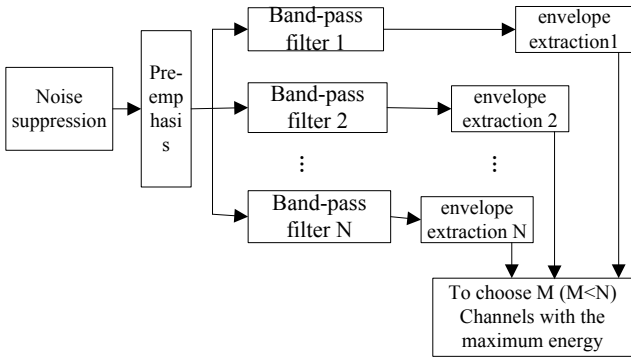 Noise
suppression
Pre-
emp
hasi
s
Band-pass
filter 1
envelope
extraction1
Band-pass
filter 2
envelope
extraction 2
...
...
Band-pass
filter N
envelope
extraction N
To choose M (M<N)
Channels with the
maximum energy